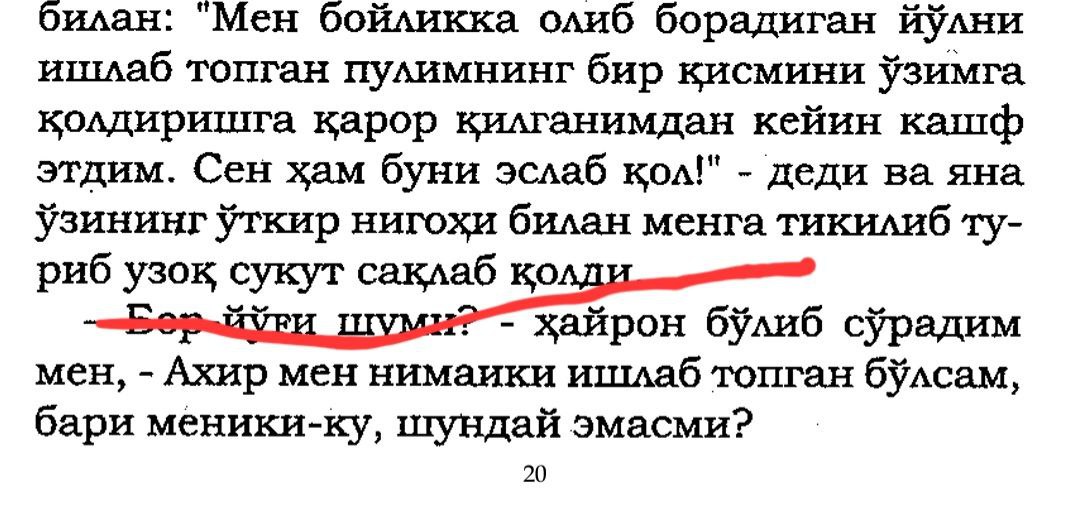 билан: "Мен бойликка олиб борадиган йўлни
ишлаб топган пулимнинг бир қисмини ўзимга
қолдиришга қарор қилганимдан кейин кашф
этдим. Сен ҳам буни эслаб қол!" - деди ва яна
ўзининг ўткир нигоҳи билан менга тикилиб ту-
риб узоқ сукут сақлаб қолди.
- Бор йўғи шуми? - ҳайрон бўлиб сўрадим
мен, - Ахир мен нимаики ишлаб топган бўлсам,
бари меники-ку, шундай эмасми?
20